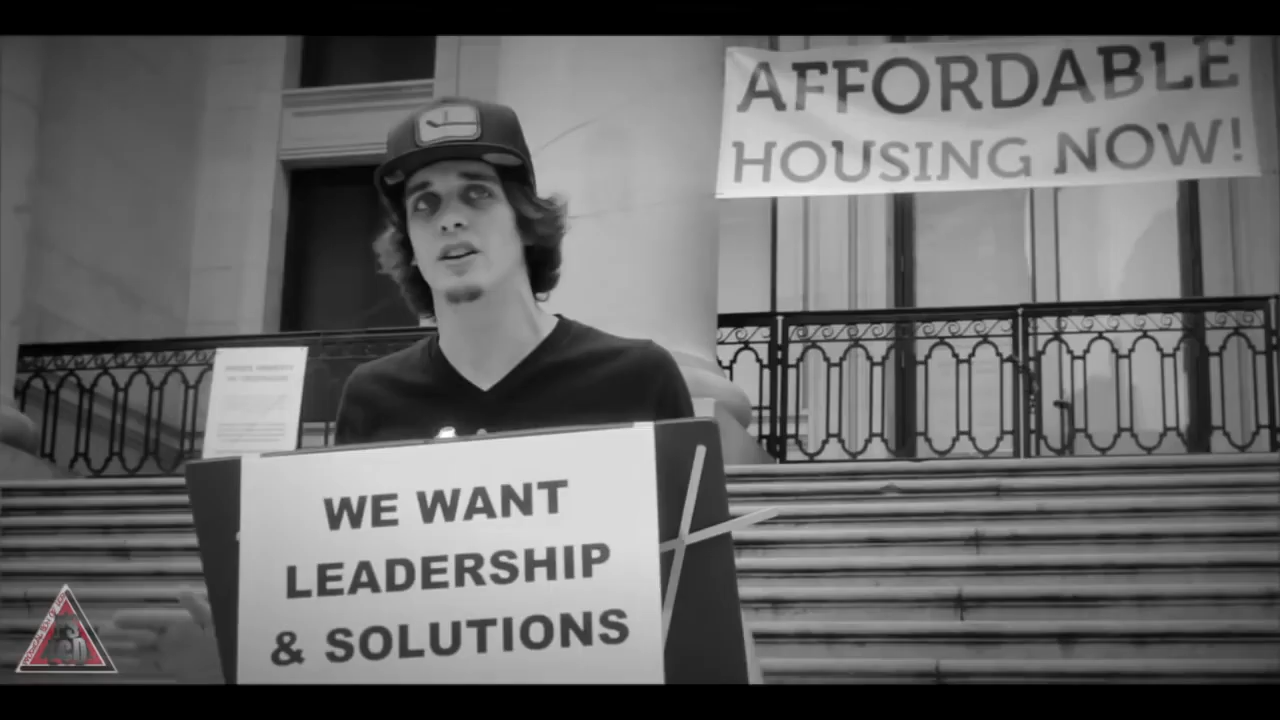 AFFORDABLE
HOUSING NOW!
WE WANT
LEADERSHIP
& SOLUTIONS